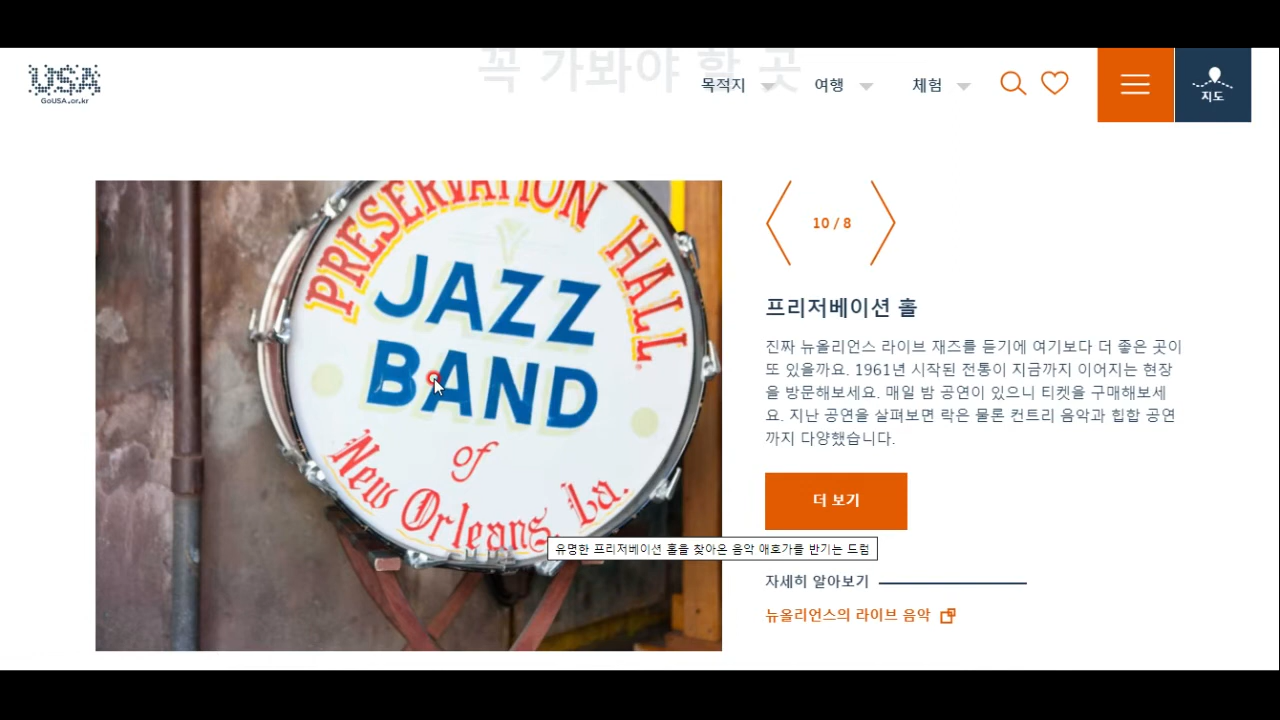 꼭 가봐야 할 곳
USA
GoUSA.or.kr
목적지
여행
체험
지도
PRESERVATION HALL
JAZZ
BAND
of
New Orleans, La.
10 / 8
프리저베이션 홀
진짜 뉴올리언스 라이브 재즈를 듣기에 여기보다 더 좋은 곳이
또 있을까요. 1961년 시작된 전통이 지금까지 이어지는 현장
을 방문해보세요. 매일 밤 공연이 있으니 티켓을 구매해보세
요. 지난 공연을 살펴보면 락은 물론 컨트리 음악과 힙합 공연
까지 다양했습니다.
더 보기
유명한 프리저베이션 홀을 찾아온 음악 애호가를 반기는 드럼
자세히 알아보기
뉴올리언스의 라이브 음악